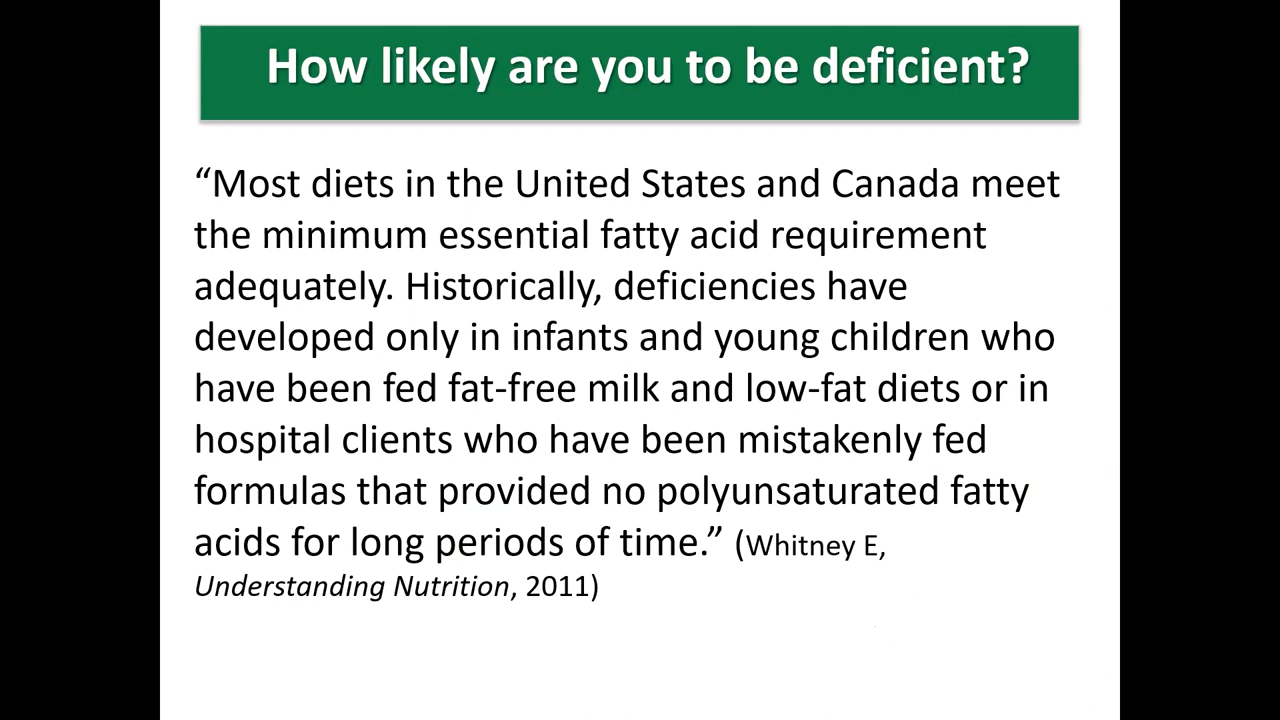 How likely are you to be deficient?
“Most diets in the United States and Canada meet
the minimum essential fatty acid requirement
adequately. Historically, deficiencies have
developed only in infants and young children who
have been fed fat-free milk and low-fat diets or in
hospital clients who have been mistakenly fed
formulas that provided no polyunsaturated fatty
acids for long periods of time.” (Whitney E,
Understanding Nutrition, 2011)